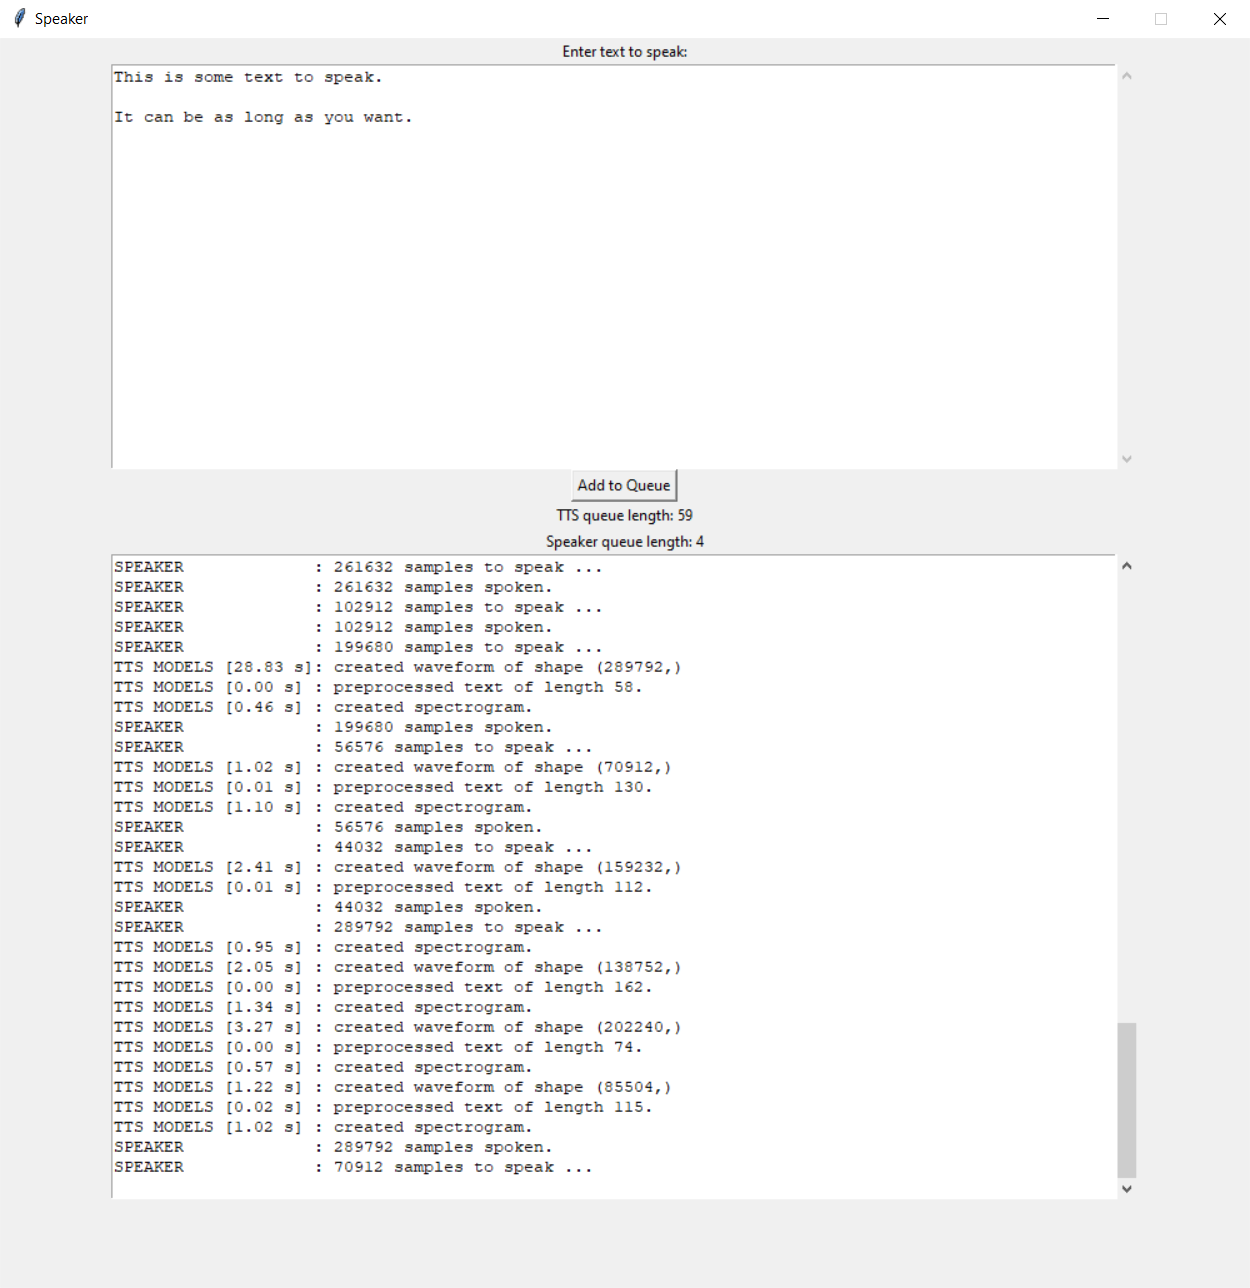 Speaker
Enter text to speak:
This is some text to speak.
It can be as long as you want.
Add to Queue
TTS queue length: 59
Speaker queue length: 4
SPEAKER             : 261632 samples to speak ...
SPEAKER             : 261632 samples spoken.
SPEAKER             : 102912 samples to speak ...
SPEAKER             : 102912 samples spoken.
SPEAKER             : 199680 samples to speak ...
TTS MODELS [28.83 s]: created waveform of shape (289792,)
TTS MODELS [0.00 s] : preprocessed text of length 58.
TTS MODELS [0.46 s] : created spectrogram.
SPEAKER             : 199680 samples spoken.
SPEAKER             : 56576 samples to speak ...
TTS MODELS [1.02 s] : created waveform of shape (70912,)
TTS MODELS [0.01 s] : preprocessed text of length 130.
TTS MODELS [1.10 s] : created spectrogram.
SPEAKER             : 56576 samples spoken.
SPEAKER             : 44032 samples to speak ...
TTS MODELS [2.41 s] : created waveform of shape (159232,)
TTS MODELS [0.01 s] : preprocessed text of length 112.
SPEAKER             : 44032 samples spoken.
SPEAKER             : 289792 samples to speak ...
TTS MODELS [0.95 s] : created spectrogram.
TTS MODELS [2.05 s] : created waveform of shape (138752,)
TTS MODELS [0.00 s] : preprocessed text of length 162.
TTS MODELS [1.34 s] : created spectrogram.
TTS MODELS [3.27 s] : created waveform of shape (202240,)
TTS MODELS [0.00 s] : preprocessed text of length 74.
TTS MODELS [0.57 s] : created spectrogram.
TTS MODELS [1.22 s] : created waveform of shape (85504,)
TTS MODELS [0.02 s] : preprocessed text of length 115.
TTS MODELS [1.02 s] : created spectrogram.
SPEAKER             : 289792 samples spoken.
SPEAKER             : 70912 samples to speak ...